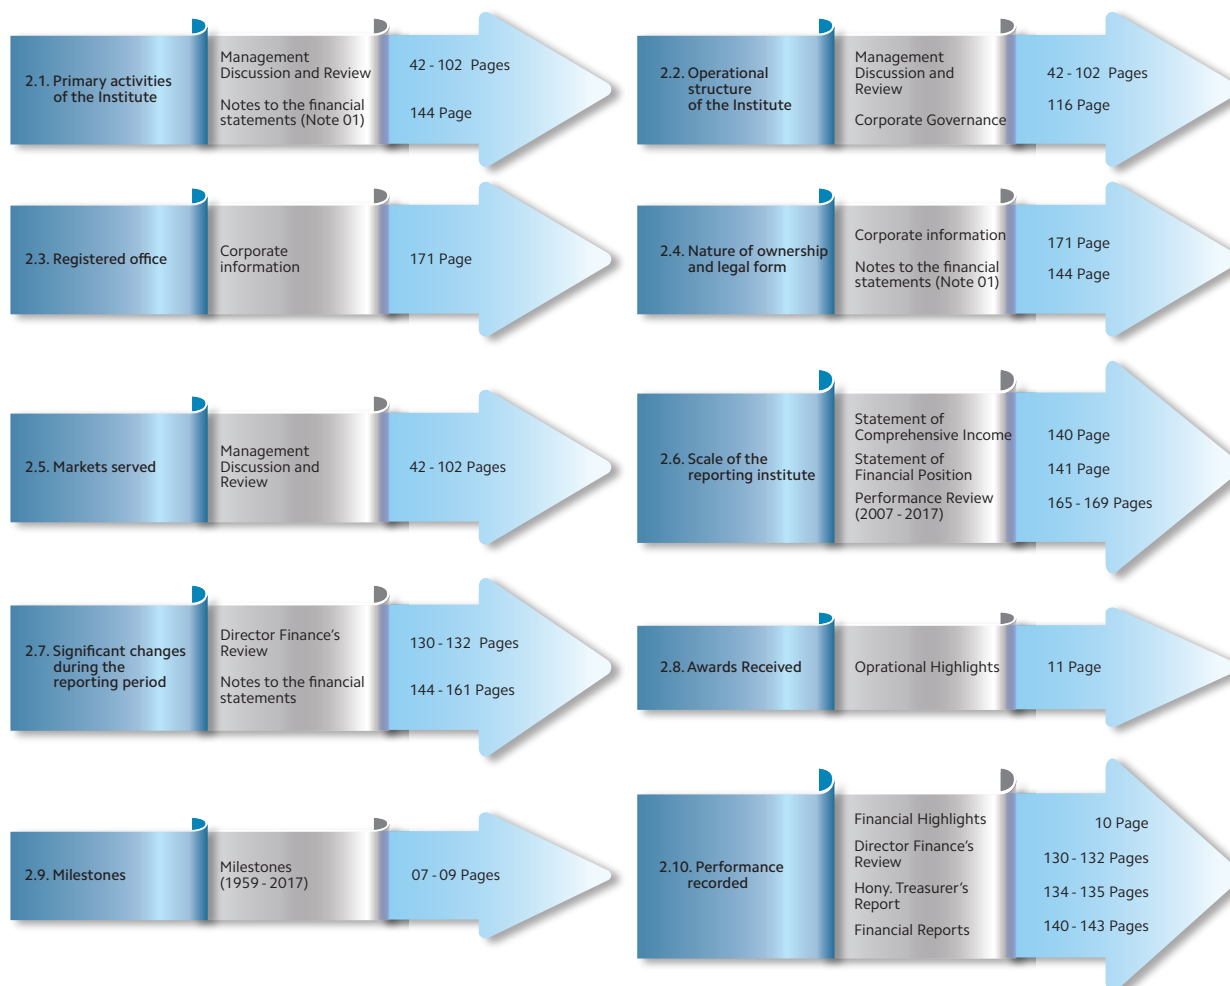 2.1. Primary activities
of the Institute
Management
Discussion and Review
Notes to the financial
statements (Note 01)
42 - 102 Pages
144 Page
2.2. Operational
structure
of the Institute
Management
Discussion and
Review
Corporate Governance
42 - 102 Pages
116 Page
2.3. Registered office
Corporate
information
171 Page
2.4. Nature of ownership
and legal form
Corporate information
Notes to the financial
statements (Note 01)
171 Page
144 Page
2.5. Markets served
Management
Discussion and
Review
42 - 102 Pages
2.6. Scale of the
reporting institute
Statement of
Comprehensive Income
Statement of
Financial Position
Performance Review
(2007 - 2017)
140 Page
141 Page
165 - 169 Pages
2.7. Significant changes
during the
reporting period
Director Finance's
Review
Notes to the financial
statements
130 - 132 Pages
144 - 161 Pages
2.8. Awards Received
Oprational Highlights
11 Page
2.9. Milestones
Milestones
(1959 - 2017)
07 - 09 Pages
2.10. Performance
recorded
Financial Highlights
Director Finance's
Review
Hony. Treasurer's
Report
Financial Reports
10 Page
130 - 132 Pages
134 - 135 Pages
140 - 143 Pages